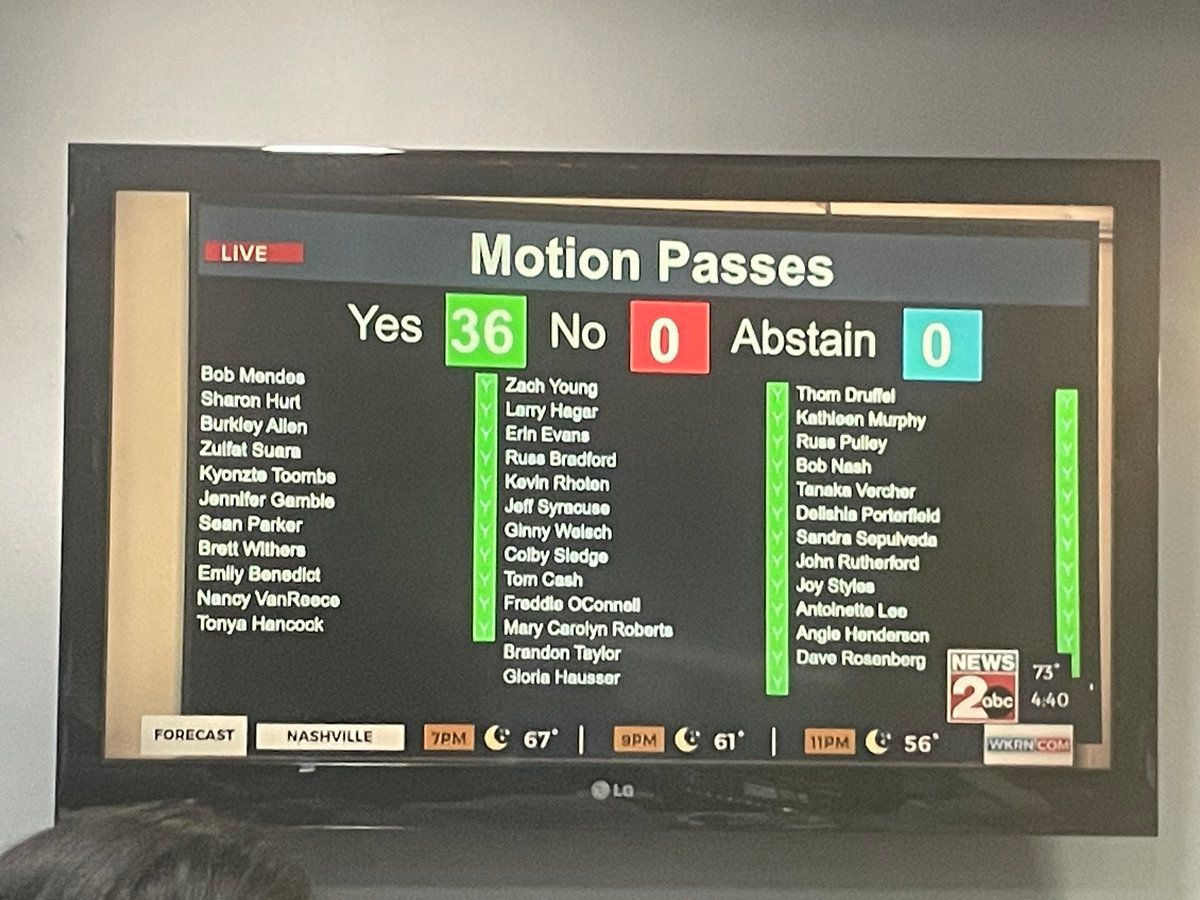 LIVE
Motion Passes
Yes 36 No 0 Abstain 0
Bob Mendes
Sharon Hurt
Burkley Allen
Zulfat Suara
Kyonzte Toombs
Jennifer Gamble
Sean Parker
Brett Withers
Emily Benedict
Nancy VanReece
Tonya Hancock
Y
Y
Y
Y
Y
Y
Y
Y
Y
Y
Y
Zach Young
Larry Hagar
Erin Evans
Russ Bradford
Kevin Rhoten
Jeff Syracuse
Ginny Welsch
Colby Sledge
Tom Cash
Freddie OConnell
Mary Carolyn Roberts
Brandon Taylor
Gloria Hausser
Y
Y
Y
Y
Y
Y
Y
Y
Y
Y
Y
Y
Y
Thom Druffel
Kathleen Murphy
Russ Pulley
Bob Nash
Tanaka Vercher
Delishia Porterfield
Sandra Sepulveda
John Rutherford
Joy Styles
Antoinette Lee
Angie Henderson
Dave Rosenberg
Y
Y
Y
Y
Y
Y
Y
Y
Y
Y
Y
NEWS
2 abc
73°
4:40
FORECAST NASHVILLE 7PM 67° | 9PM 61° | 11PM 56° WKRN.COM
LG